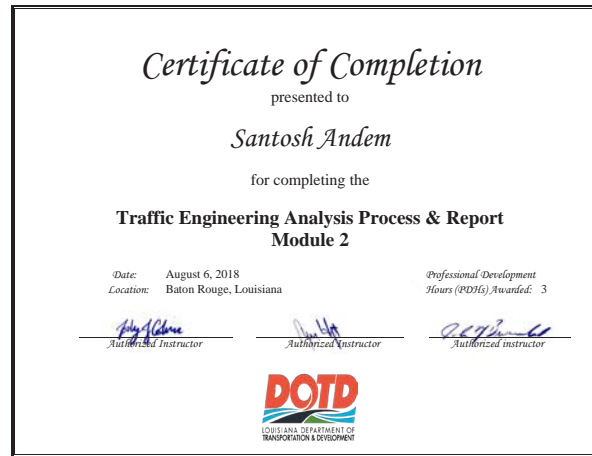 Certificate of Completion
presented to
Santosh Andem
for completing the
Traffic Engineering Analysis Process & Report
Module 2
Date: August 6, 2018
Location: Baton Rouge, Louisiana
Professional Development
Hours (PDHs) Awarded: 3
Authorized Instructor
Authorized Instructor
Authorized instructor
DOTD
LOUISIANA DEPARTMENT OF
TRANSPORTATION & DEVELOPMENT